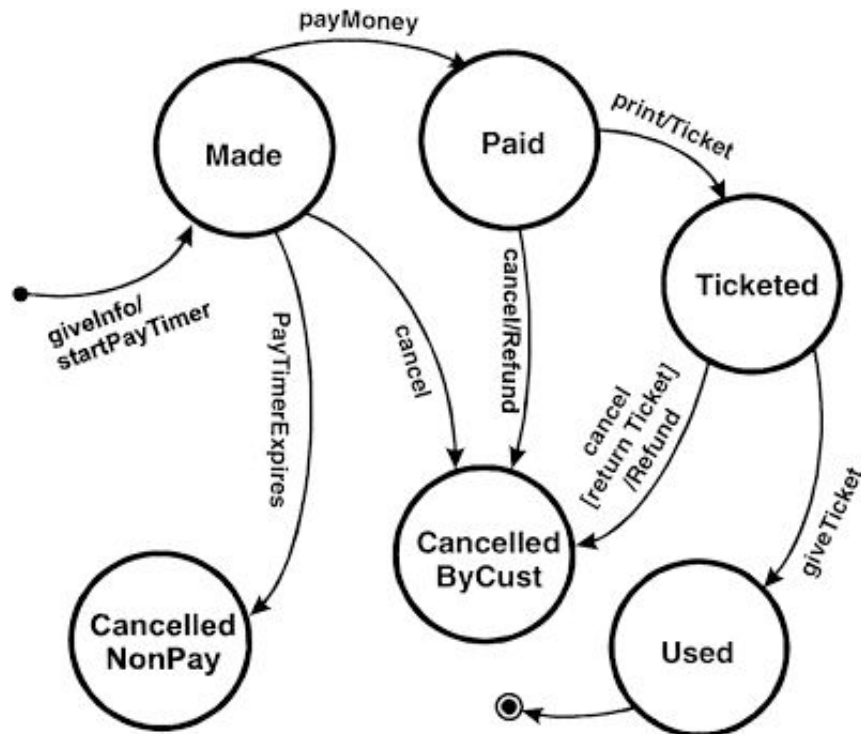 payMoney
Made
Paid
print/Ticket
giveInfo/
startPayTimer
PayTimerExpires
cancel
cancel/Refund
Ticketed
cancel
[return Ticket]
/Refund
giveTicket
Cancelled
NonPay
Cancelled
ByCust
Used